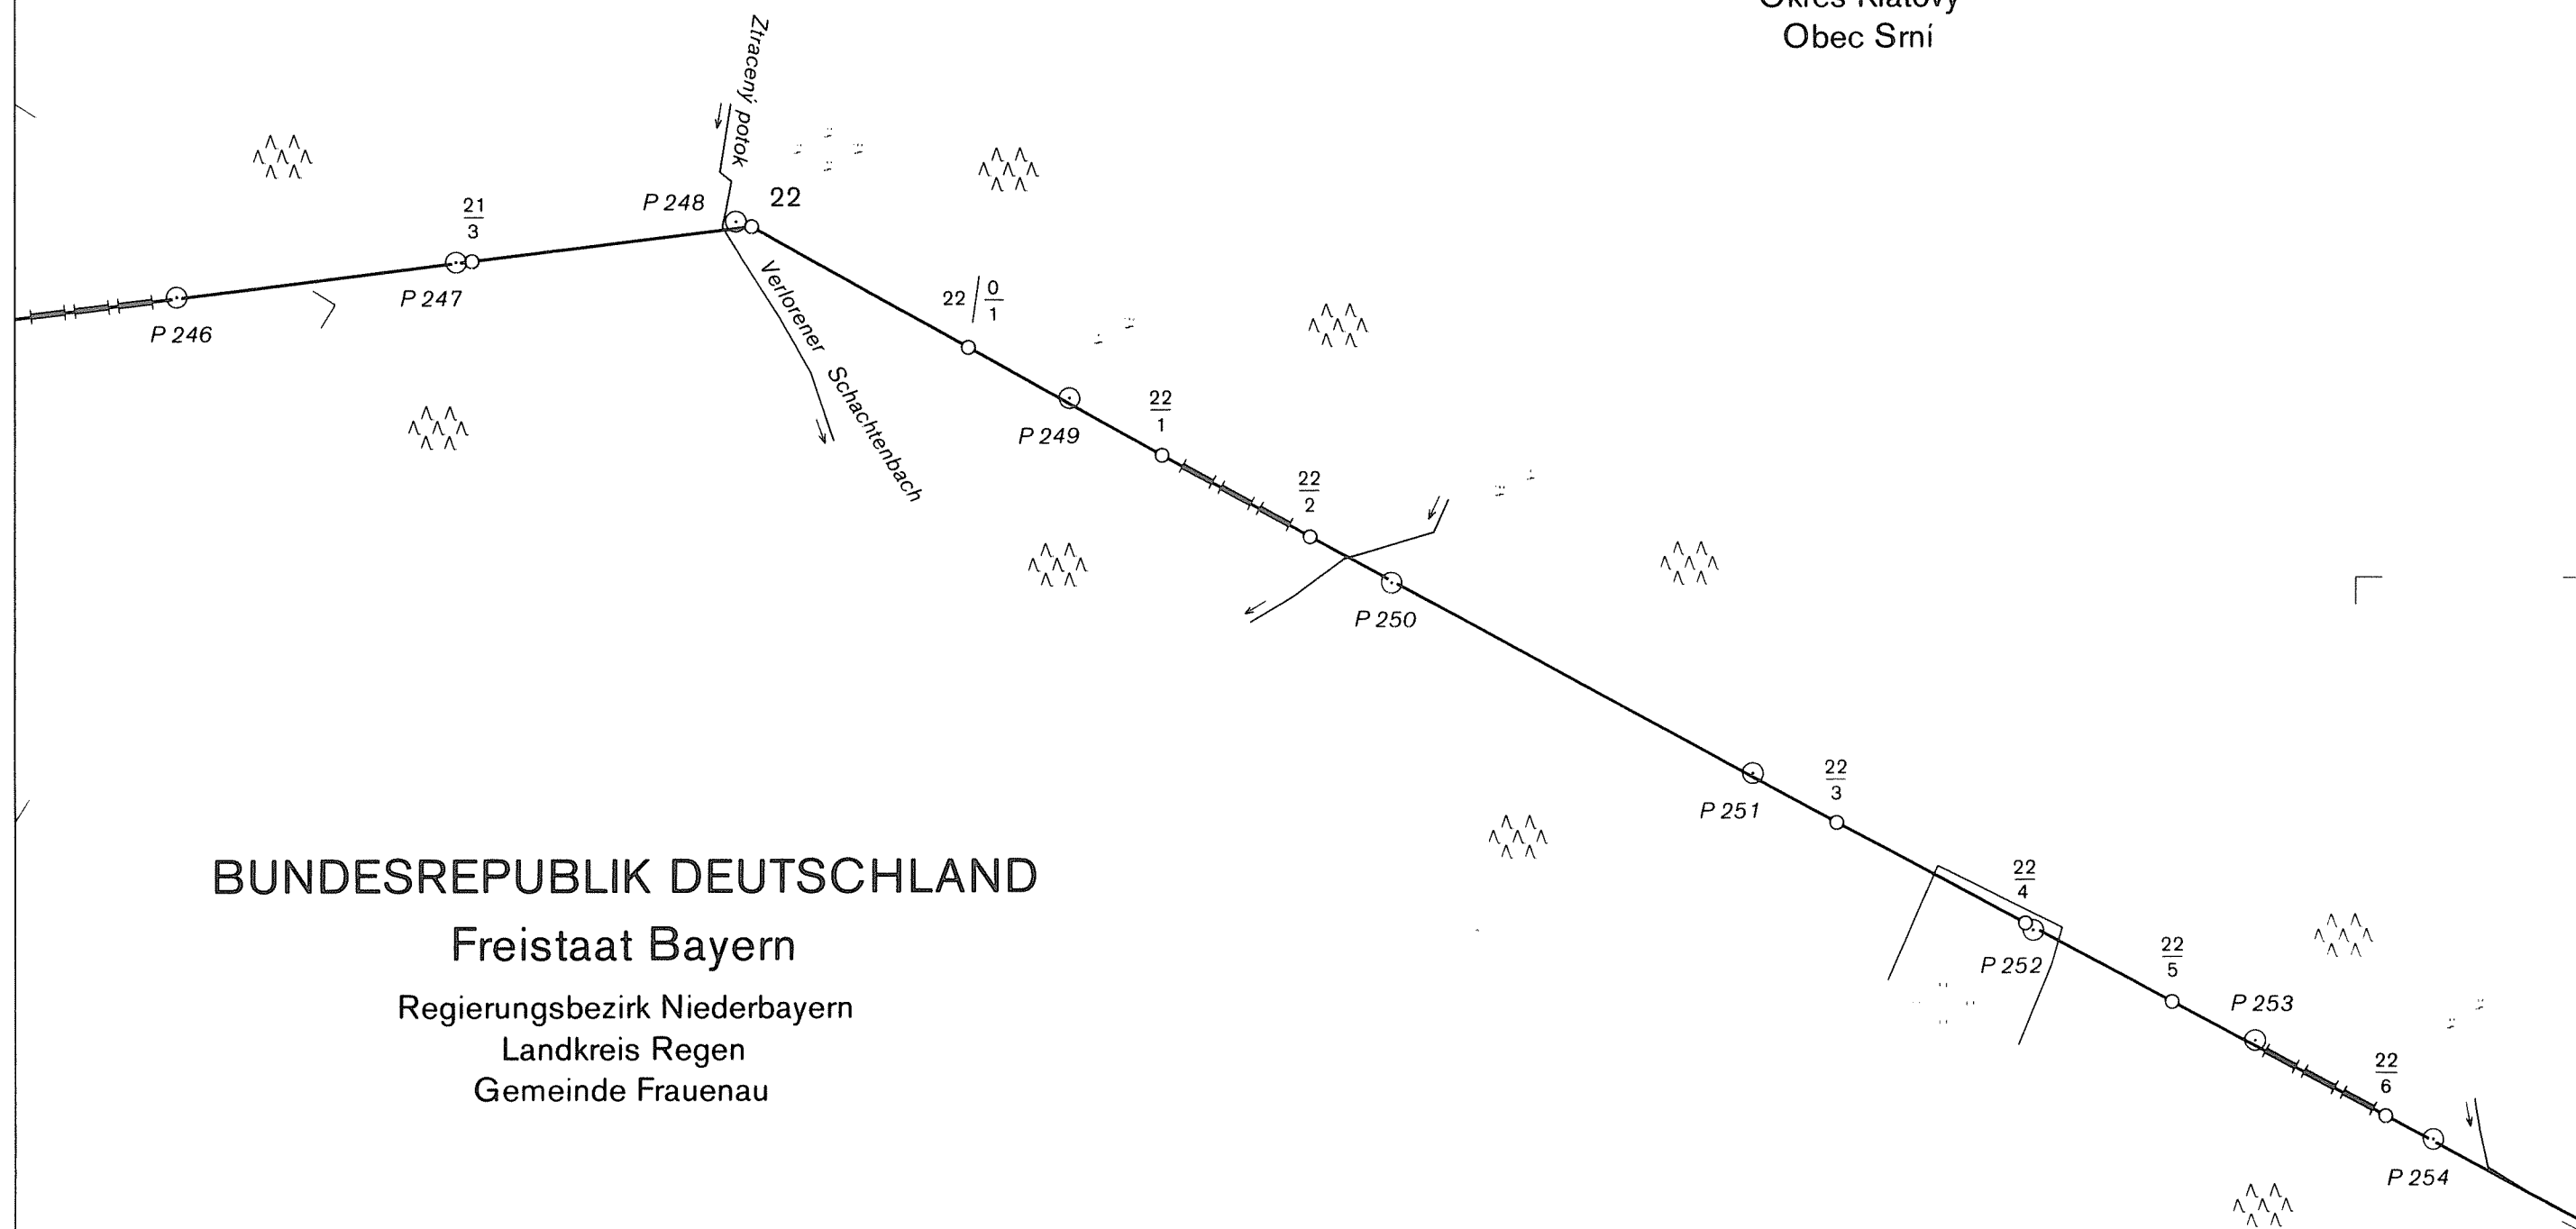 Okres Klatovy
Obec Srní
Ztracený potok
P 248
22
21
3
P 247
P 246
Verlorener Schachtenbach
22 / 0
1
P 249
22
1
22
2
P 250
P 251
22
3
22
4
P 252
22
5
P 253
22
6
P 254
BUNDESREPUBLIK DEUTSCHLAND
Freistaat Bayern
Regierungsbezirk Niederbayern
Landkreis Regen
Gemeinde Frauenau